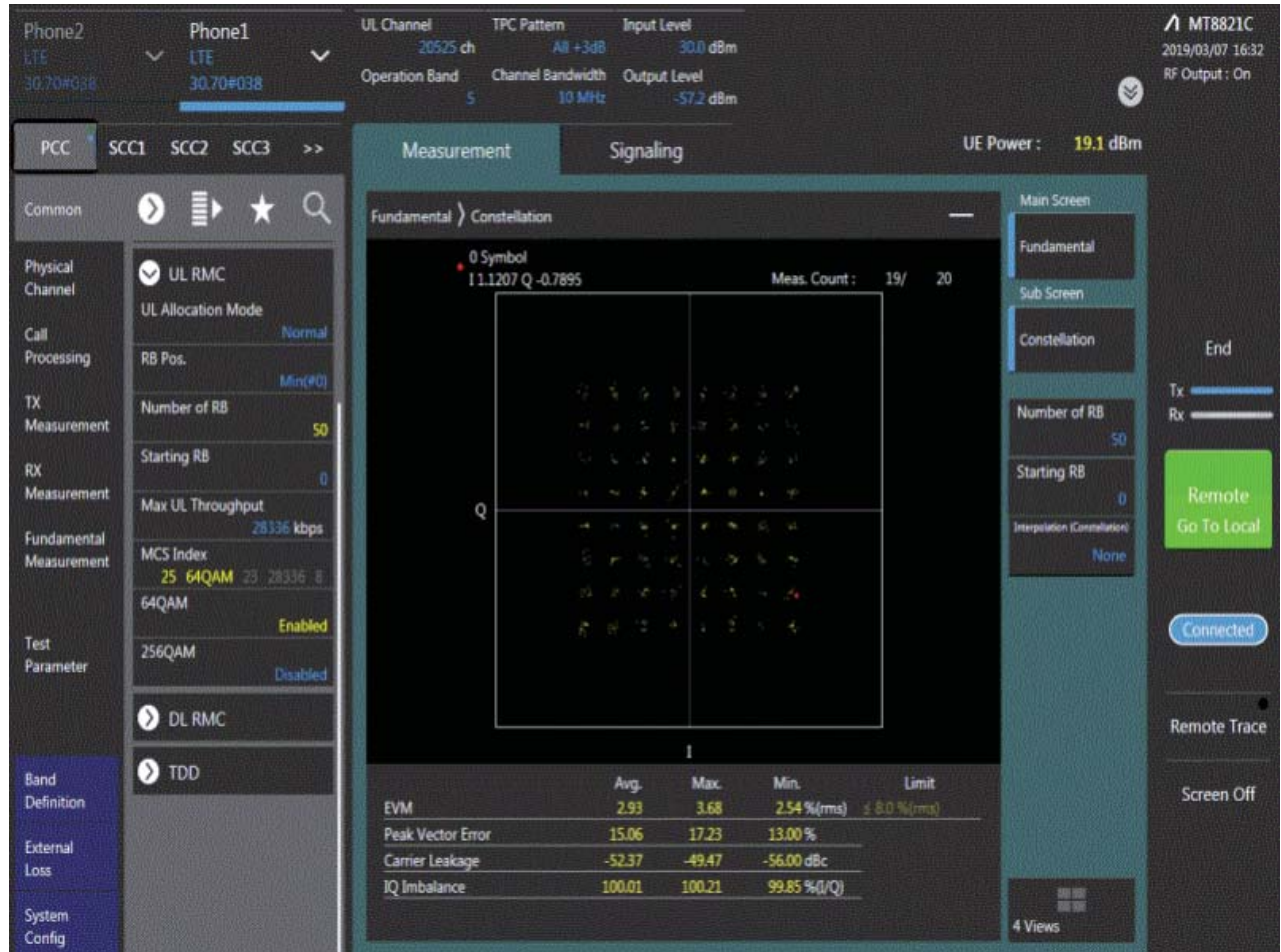 Phone2
LTE
30.70#038
Phone1
LTE
30.70#038
UL Channel
20525 ch
TPC Pattern
All +3dB
Input Level
30.0 dBm
Operation Band
5
Channel Bandwidth
10 MHz
Output Level
-57.2 dBm
MT8821C
2019/03/07 16:32
RF Output : On
PCC SCC1 SCC2 SCC3 >>
Measurement
Signaling
UE Power : 19.1 dBm
Common
Physical
Channel
Call
Processing
TX
Measurement
RX
Measurement
Fundamental
Measurement
Test
Parameter
Band
Definition
External
Loss
System
Config
UL RMC
UL Allocation Mode
Normal
RB Pos.
Min(#0)
Number of RB
50
Starting RB
0
Max UL Throughput
28336 kbps
MCS Index
25 64QAM 23 28336 8
64QAM
Enabled
256QAM
Disabled
DL RMC
TDD
Fundamental ⟩ Constellation
0 Symbol
I 1.1207 Q -0.7895
Meas. Count : 19/ 20
Q
I
Avg. Max. Min. Limit
EVM 2.93 3.68 2.54 %(rms) ≤ 8.0 %(rms)
Peak Vector Error 15.06 17.23 13.00 %
Carrier Leakage -52.37 -49.47 -56.00 dBc
IQ Imbalance 100.01 100.21 99.85 %(I/Q)
Main Screen
Fundamental
Sub Screen
Constellation
Number of RB
50
Starting RB
0
Interpolation (Constellation)
None
4 Views
End
Tx
Rx
Remote
Go To Local
Connected
Remote Trace
Screen Off